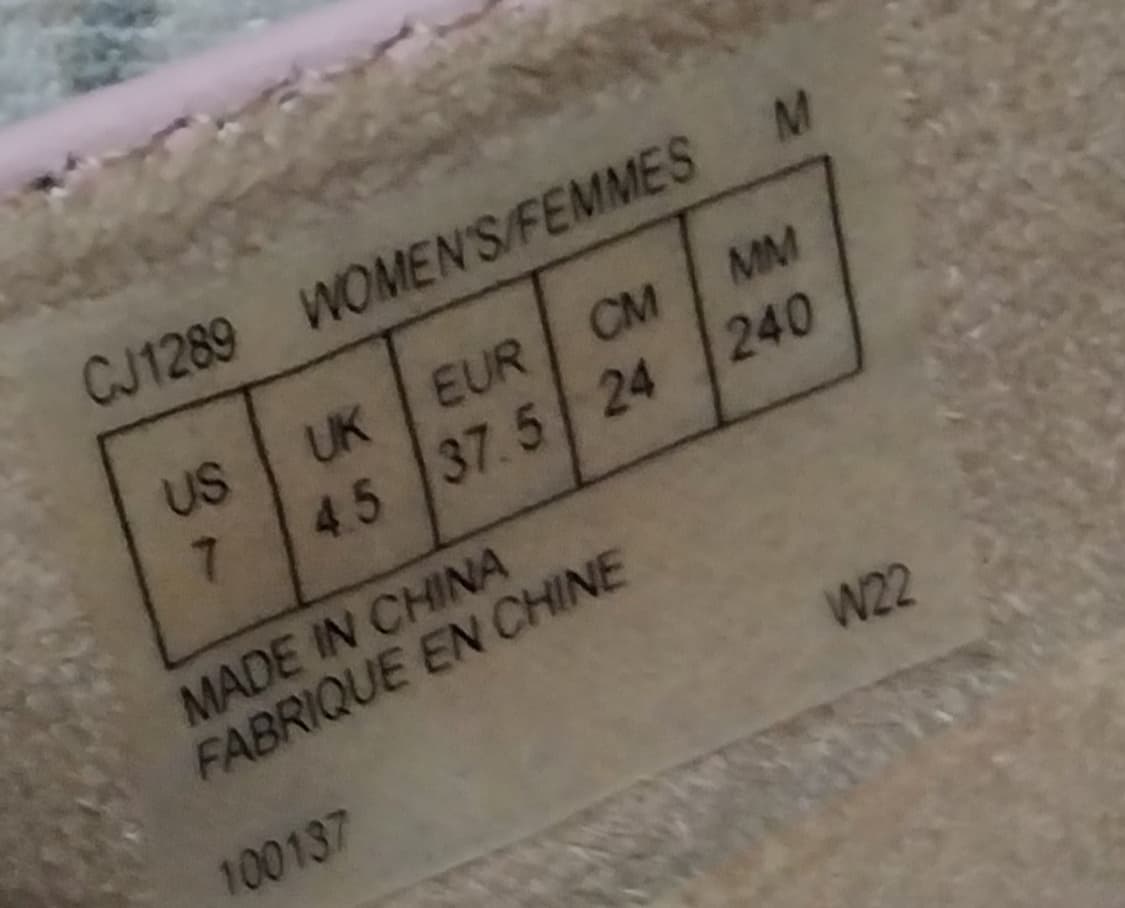 CJ1289 WOMEN'S/FEMMES M
US UK EUR CM MM
7 4.5 37.5 24 240
MADE IN CHINA
FABRIQUE EN CHINE
W22
100137